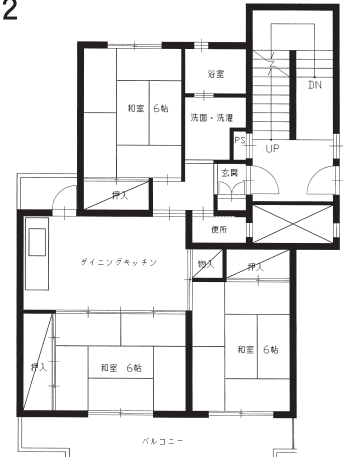 2
浴室
和室 6帖
DN
洗面・洗濯
PS
UP
玄関
押入
便所
ダイニングキッチン
物入
押入
和室 6帖
押入
和室 6帖
バルコニー